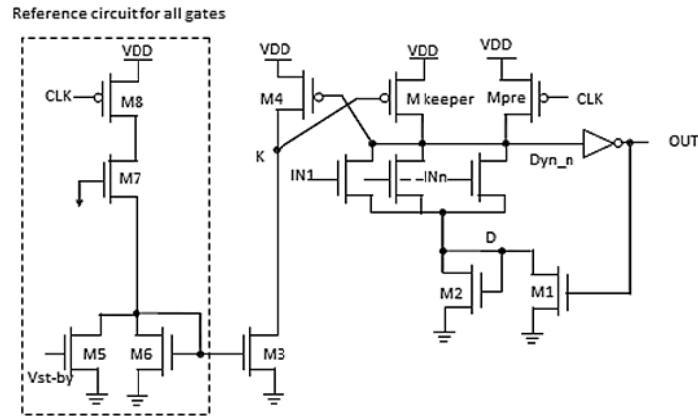 Reference circuit for all gates
VDD
VDD
VDD
VDD
CLK
M8
M4
M keeper
Mpre
CLK
K
OUT
Dyn_n
M7
IN1
INn
D
M2
M1
M5
M6
M3
Vst-by